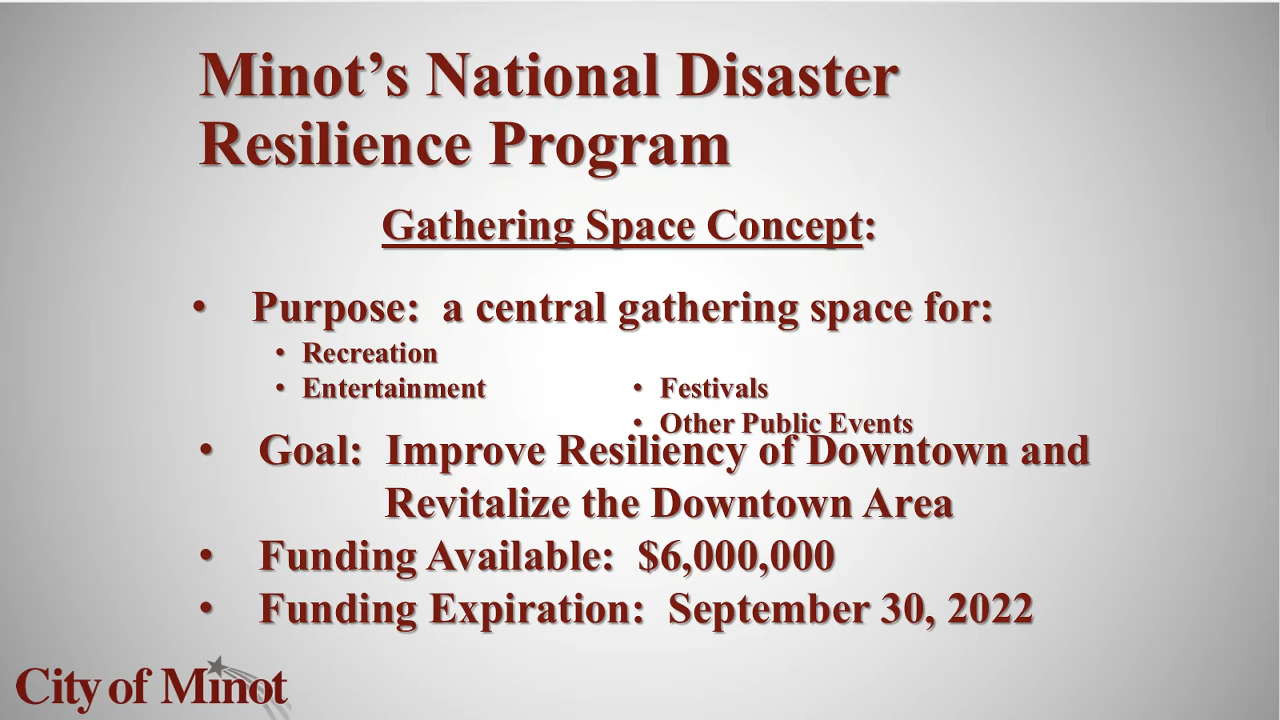 Minot’s National Disaster
Resilience Program
Gathering Space Concept:
• Purpose:  a central gathering space for:
• Recreation
• Entertainment
• Festivals
• Other Public Events
• Goal:  Improve Resiliency of Downtown and
Revitalize the Downtown Area
• Funding Available:  $6,000,000
• Funding Expiration:  September 30, 2022
City of Minot